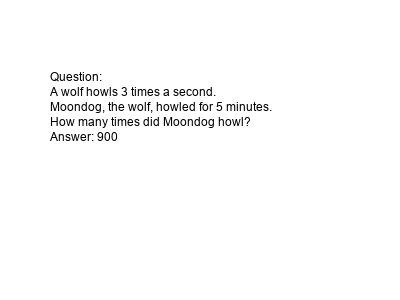 Question:
A wolf howls 3 times a second.
Moondog, the wolf, howled for 5 minutes.
How many times did Moondog howl?
Answer: 900